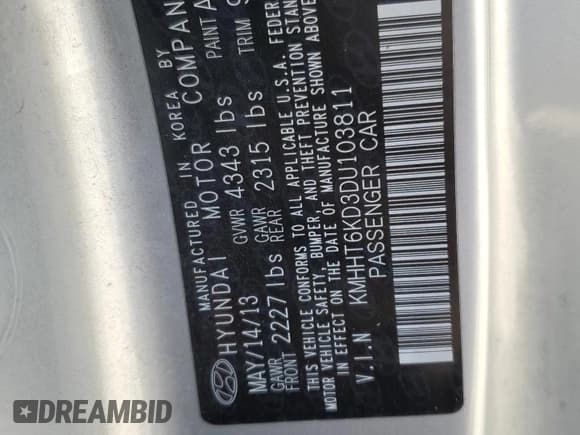 MANUFACTURED IN KOREA BY
HYUNDAI MOTOR COMPAN
MAY/14/13 GVWR 4343 lbs PAINT A
GAWR FRONT 2227 lbs GAWR REAR 2315 lbs TRIM
THIS VEHICLE CONFORMS TO ALL APPLICABLE U.S.A. FEDER
MOTOR VEHICLE SAFETY, BUMPER, AND THEFT PREVENTION STAN
IN EFFECT ON THE DATE OF MANUFACTURE SHOWN ABOVE
V.I.N KMHHT6KD3DU103811
PASSENGER CAR
DREAMBID